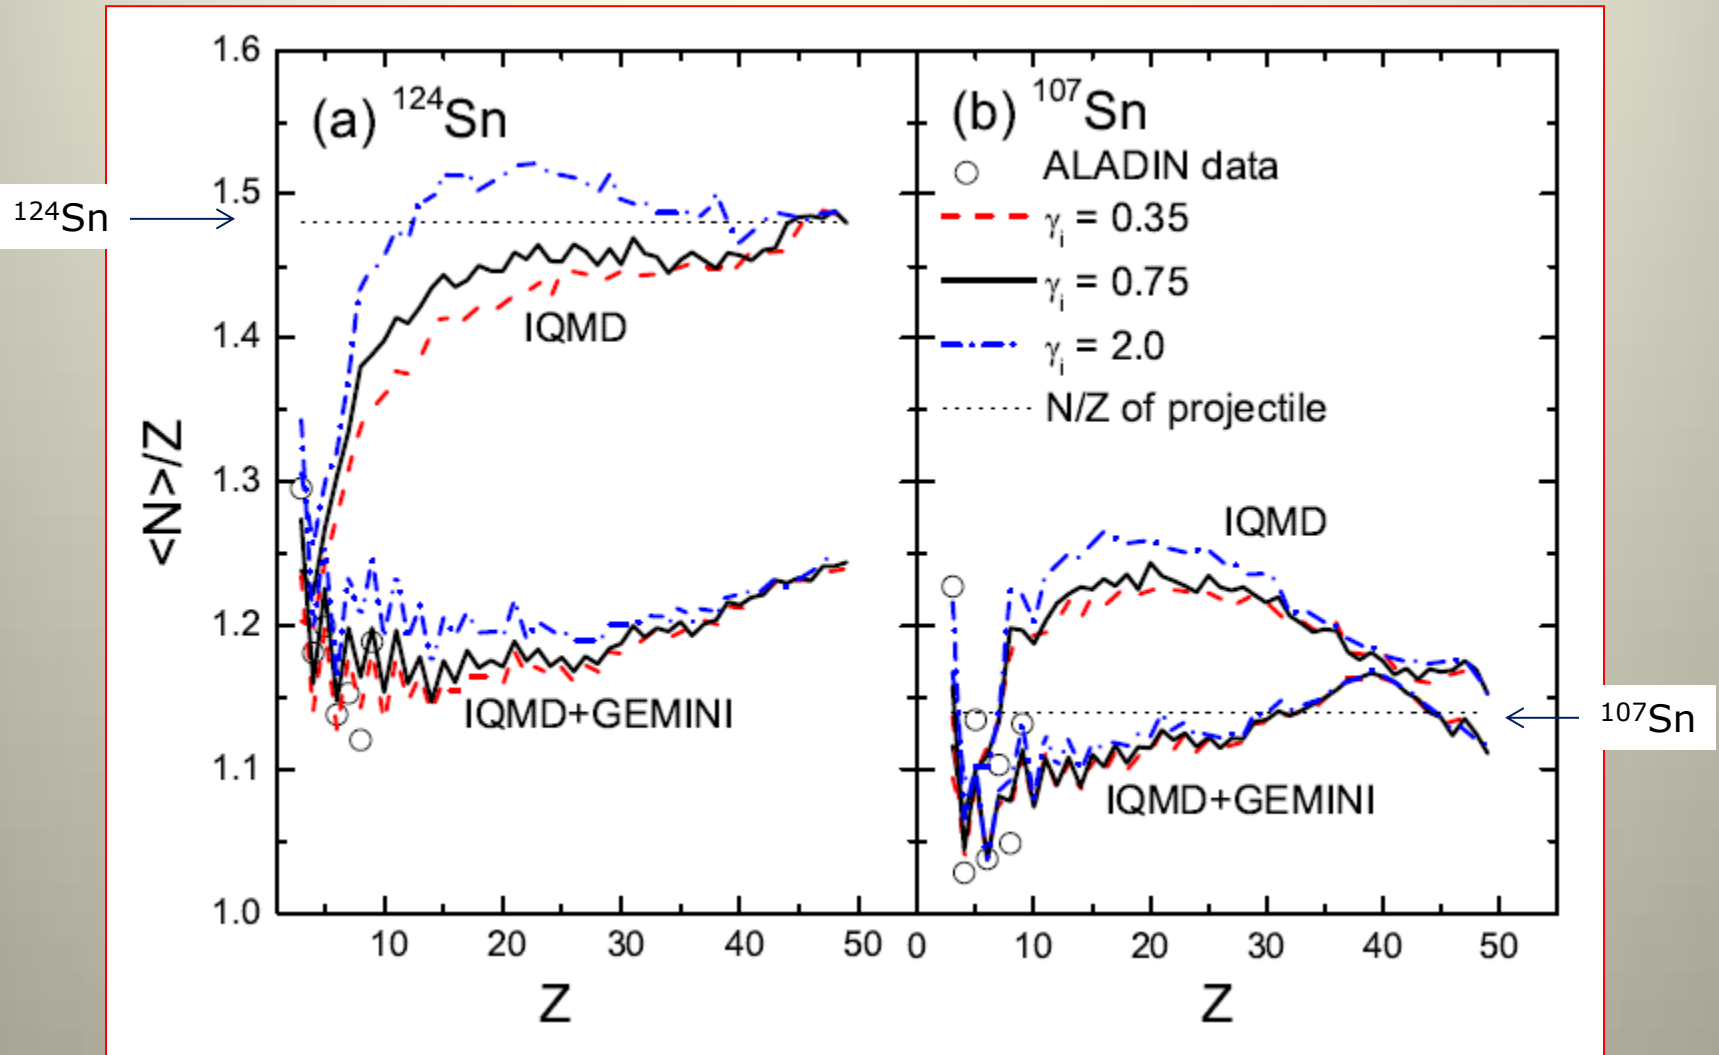 1.6
1.5
1.4
1.3
1.2
1.1
1.0
<N>/Z
(a) ¹²⁴Sn
IQMD
IQMD+GEMINI
10 20 30 40 50
Z
¹²⁴Sn
(b) ¹⁰⁷Sn
ALADIN data
γᵢ = 0.35
γᵢ = 0.75
γᵢ = 2.0
N/Z of projectile
IQMD
IQMD+GEMINI
0 10 20 30 40 50
Z
¹⁰⁷Sn